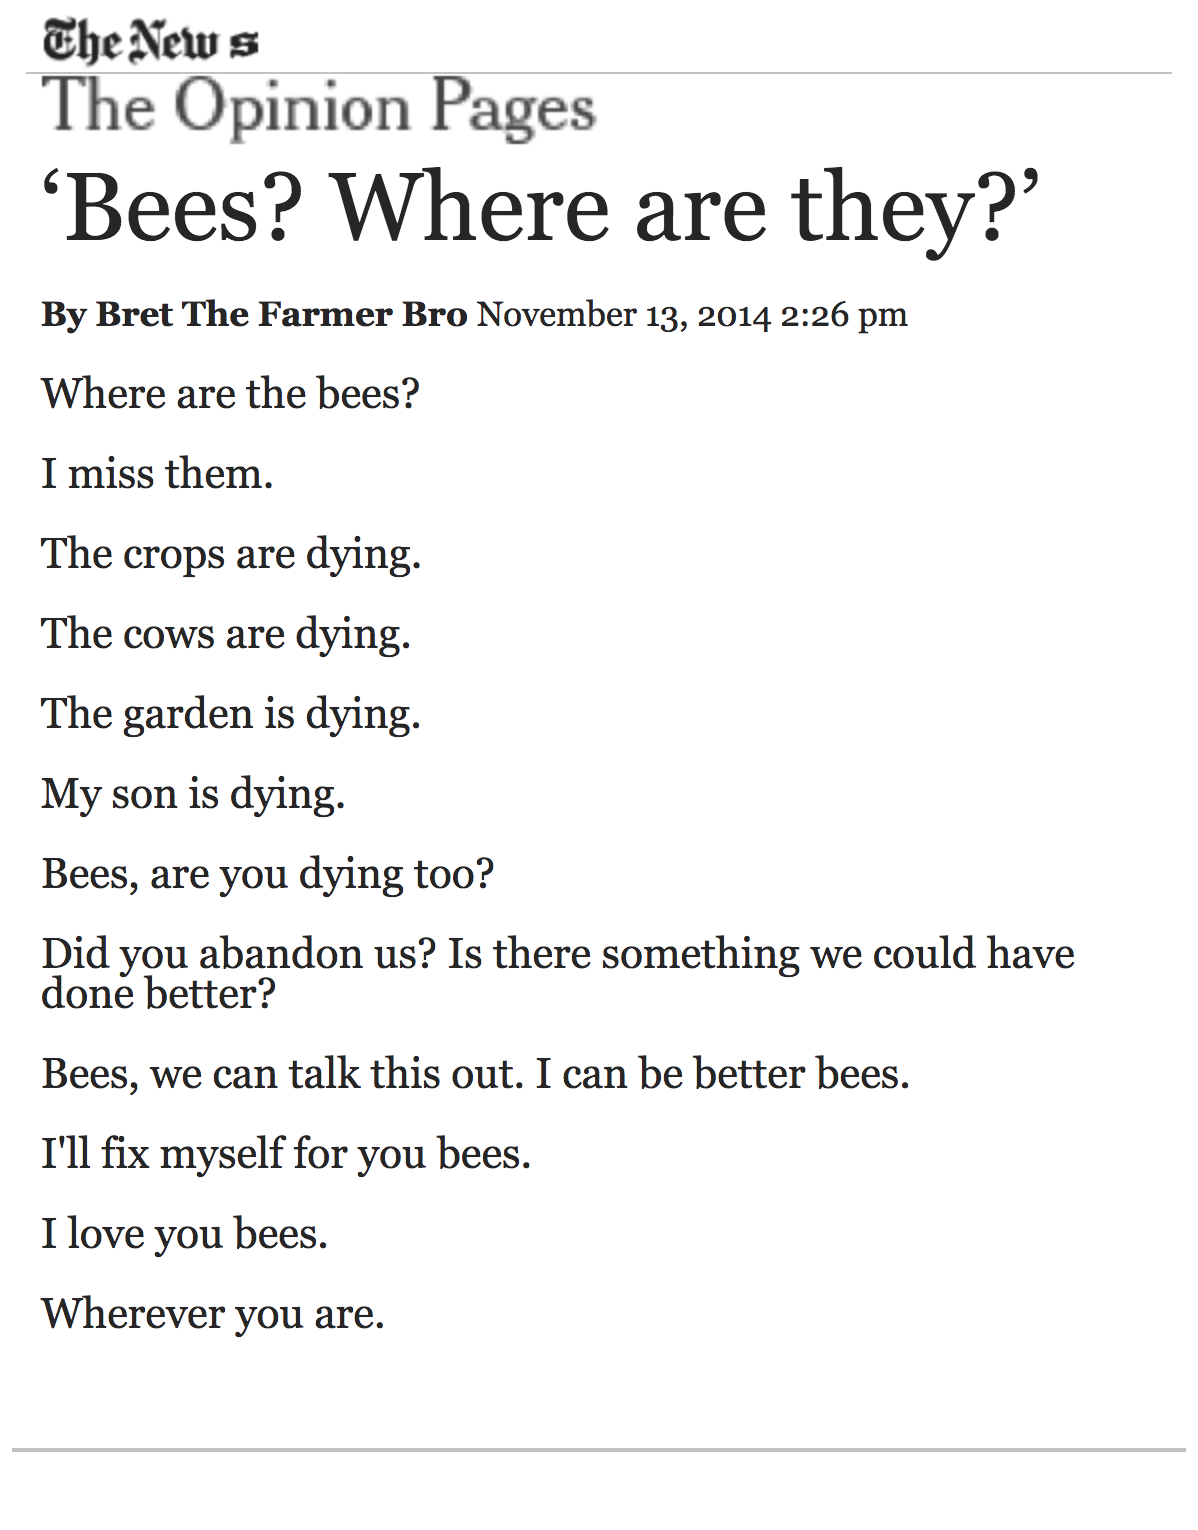 The New s
The Opinion Pages
‘Bees? Where are they?’
By Bret The Farmer Bro November 13, 2014 2:26 pm
Where are the bees?
I miss them.
The crops are dying.
The cows are dying.
The garden is dying.
My son is dying.
Bees, are you dying too?
Did you abandon us? Is there something we could have
done better?
Bees, we can talk this out. I can be better bees.
I'll fix myself for you bees.
I love you bees.
Wherever you are.